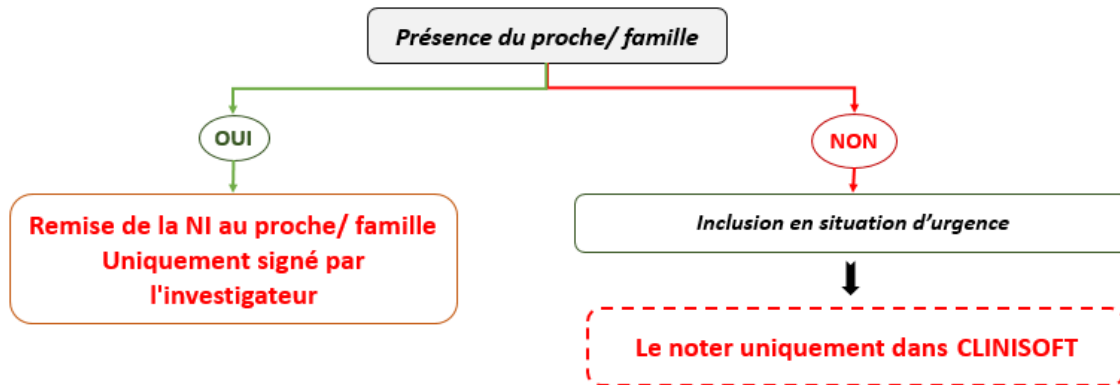 Présence du proche/ famille
OUI
NON
Remise de la NI au proche/ famille
Uniquement signé par
l'investigateur
Inclusion en situation d’urgence
Le noter uniquement dans CLINISOFT